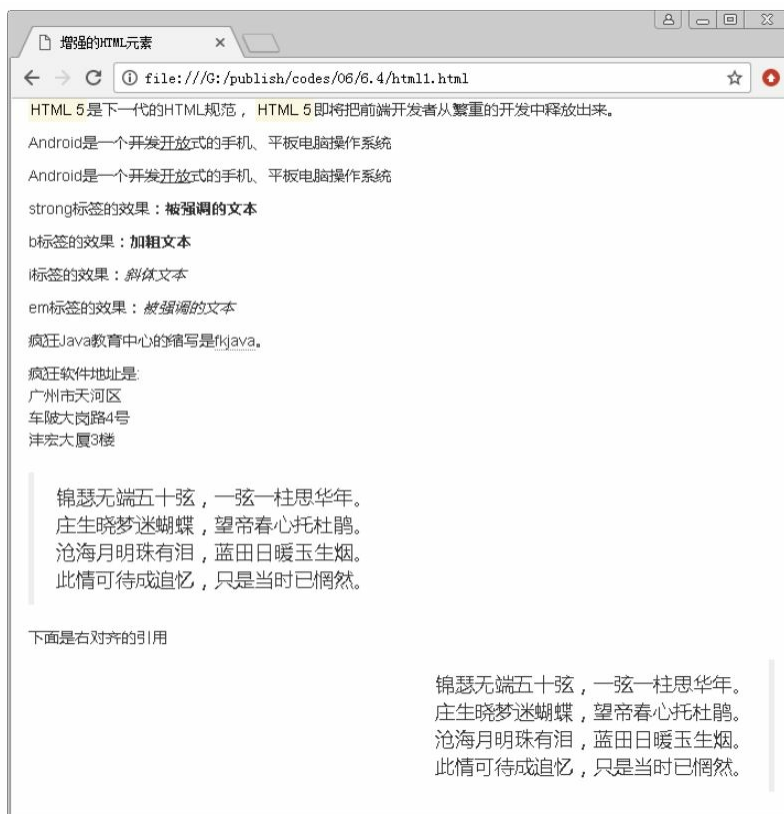 增强的HTML元素
file:///G:/publish/codes/06/6.4/html1.html
HTML 5是下一代的HTML规范，HTML 5即将把前端开发者从繁重的开发中释放出来。
Android是一个开发开放式的手机、平板电脑操作系统
Android是一个开发开放式的手机、平板电脑操作系统
strong标签的效果：被强调的文本
b标签的效果：加粗文本
i标签的效果：斜体文本
em标签的效果：被强调的文本
疯狂Java教育中心的缩写是fkjava。
疯狂软件地址是:
广州市天河区
车陂大岗路4号
沣宏大厦3楼
锦瑟无端五十弦，一弦一柱思华年。
庄生晓梦迷蝴蝶，望帝春心托杜鹃。
沧海月明珠有泪，蓝田日暖玉生烟。
此情可待成追忆，只是当时已惘然。
下面是右对齐的引用
锦瑟无端五十弦，一弦一柱思华年。
庄生晓梦迷蝴蝶，望帝春心托杜鹃。
沧海月明珠有泪，蓝田日暖玉生烟。
此情可待成追忆，只是当时已惘然。